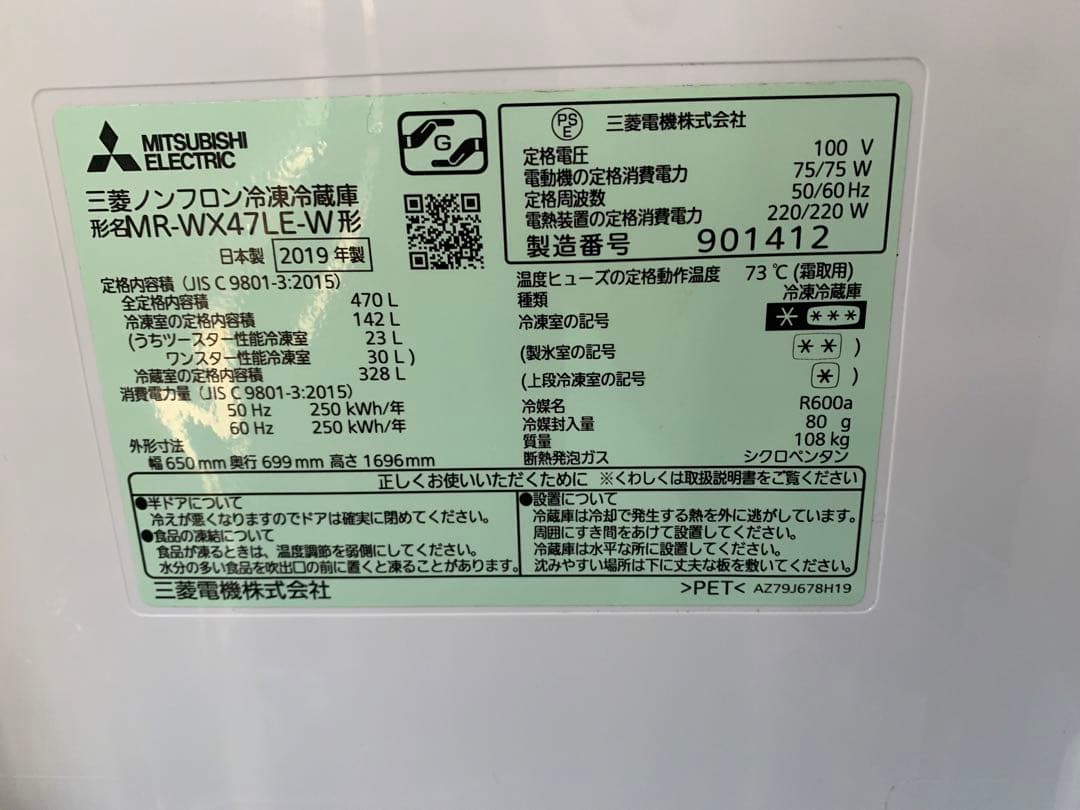 MITSUBISHI
ELECTRIC
G
三菱ノンフロン冷凍冷蔵庫
形名MR-WX47LE-W形
日本製 2019年製
定格内容積（JIS C 9801-3:2015）
全定格内容積 470 L
冷凍室の定格内容積 142 L
(うちツースター性能冷凍室 23 L
ワンスター性能冷凍室 30 L )
冷蔵室の定格内容積 328 L
消費電力量（JIS C 9801-3:2015）
50 Hz 250 kWh/年
60 Hz 250 kWh/年
外形寸法
幅 650 mm 奥行 699 mm 高さ 1696 mm
PS
E
三菱電機株式会社
定格電圧 100 V
電動機の定格消費電力 75/75 W
定格周波数 50/60 Hz
電熱装置の定格消費電力 220/220 W
製造番号 901412
温度ヒューズの定格動作温度 73 ℃ (霜取用)
種類 冷凍冷蔵庫
冷凍室の記号 * ***
(製氷室の記号 ** )
(上段冷凍室の記号 * )
冷媒名 R600a
冷媒封入量 80 g
質量 108 kg
断熱発泡ガス シクロペンタン
正しくお使いいただくために ※くわしくは取扱説明書をご覧ください
●半ドアについて
冷えが悪くなりますのでドアは確実に閉めてください。
●食品の凍結について
食品が凍るときは、温度調節を弱側にしてください。
水分の多い食品を吹出口の前に置くと凍ることがあります。
●設置について
冷蔵庫は冷却で発生する熱を外に逃がしています。
周囲にすき間をあけて設置してください。
冷蔵庫は水平な所に設置してください。
沈みやすい場所は下に丈夫な板を敷いてください。
三菱電機株式会社
>PET< AZ79J678H19